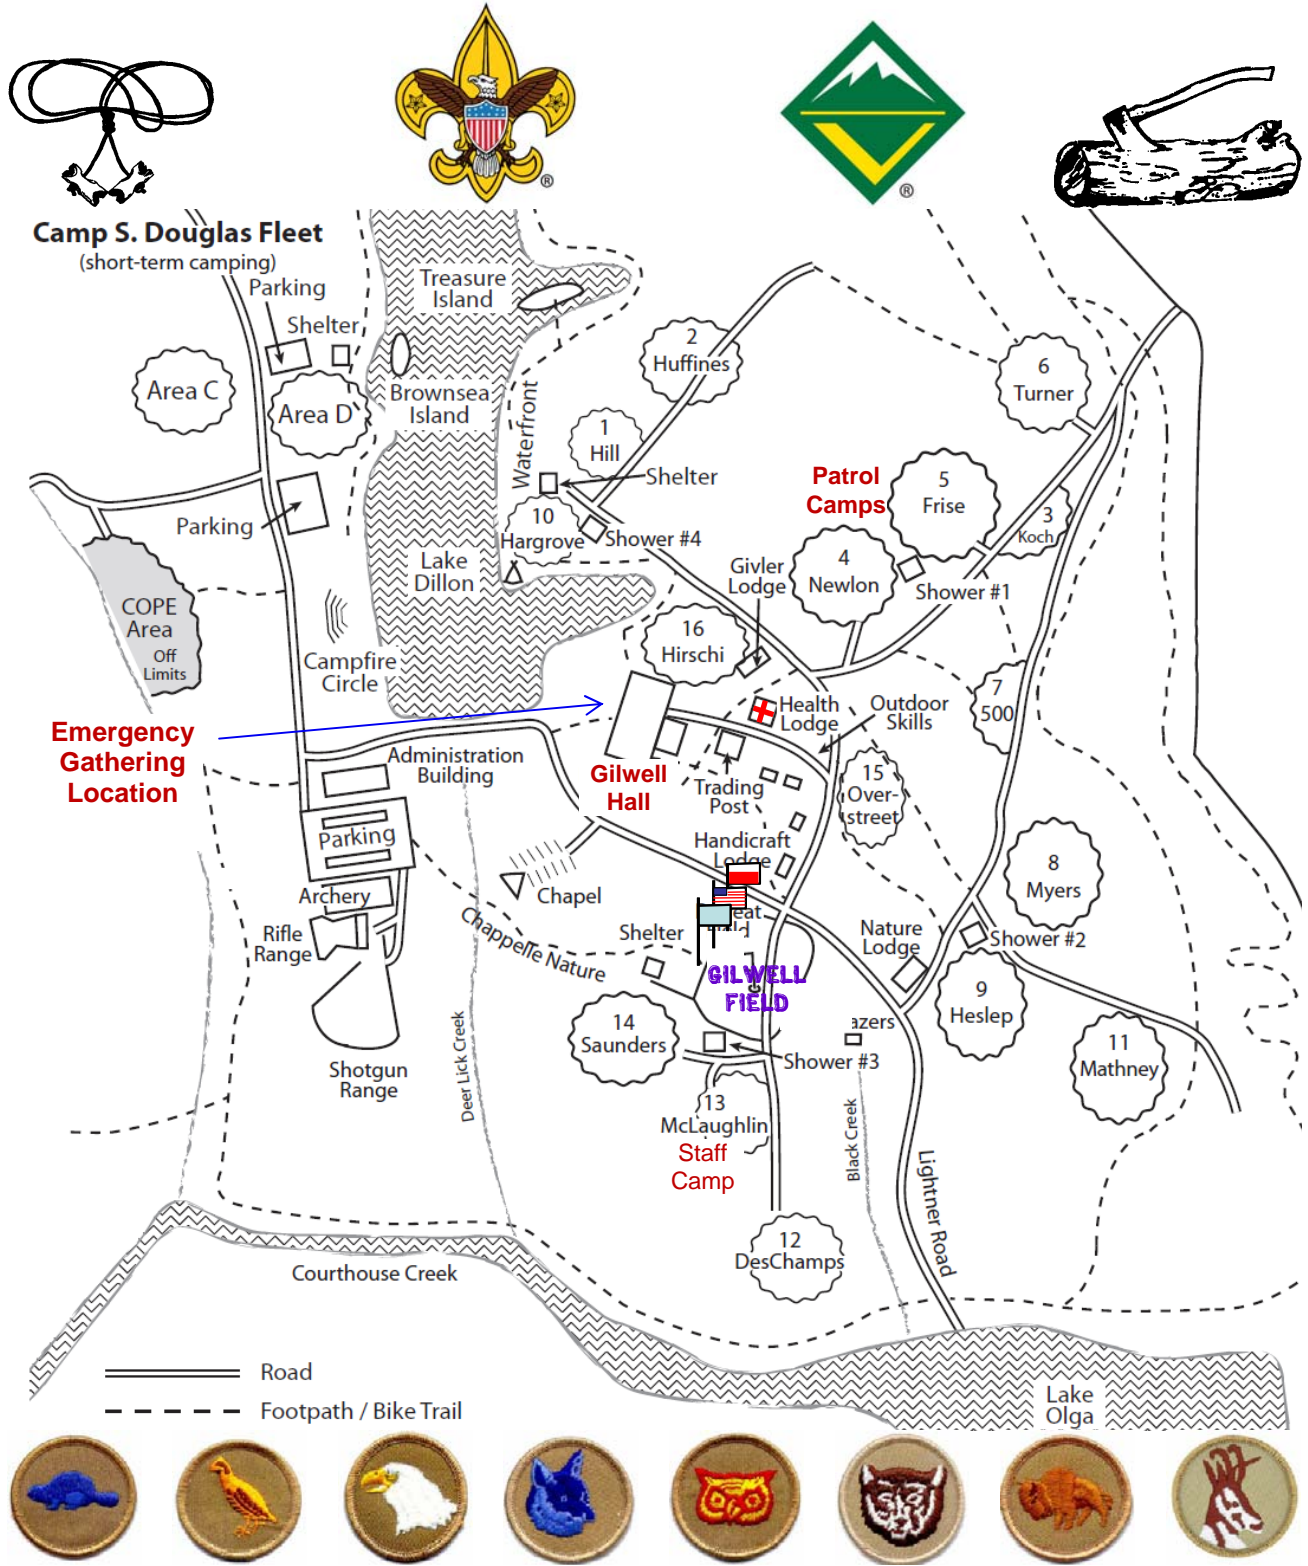 ®
®
Camp S. Douglas Fleet
(short-term camping)
Parking
Shelter
Treasure
Island
Area C
Area D
Brownsea
Island
Waterfront
2
Huffines
6
Turner
1
Hill
Shelter
Patrol
Camps
5
Frise
Parking
10
Hargrove
Shower #4
3
Koch
Lake
Dillon
Givler
Lodge
4
Newlon
Shower #1
COPE
Area
Off
Limits
16
Hirschi
Campfire
Circle
7
500
Health
Lodge
Outdoor
Skills
Emergency
Gathering
Location
Administration
Building
Gilwell
Hall
Trading
Post
15
Over-
street
Parking
Handicraft
Lodge
8
Myers
Archery
Chapel
Rifle
Range
Chappelle Nature
Shelter
eat
Field
Nature
Lodge
Shower #2
GILWELL
FIELD
9
Heslep
14
Saunders
azers
Shower #3
11
Mathney
Shotgun
Range
Deer Lick Creek
13
McLaughlin
Staff
Camp
Black Creek
Lightner Road
12
DesChamps
Courthouse Creek
Road
Footpath / Bike Trail
Lake
Olga